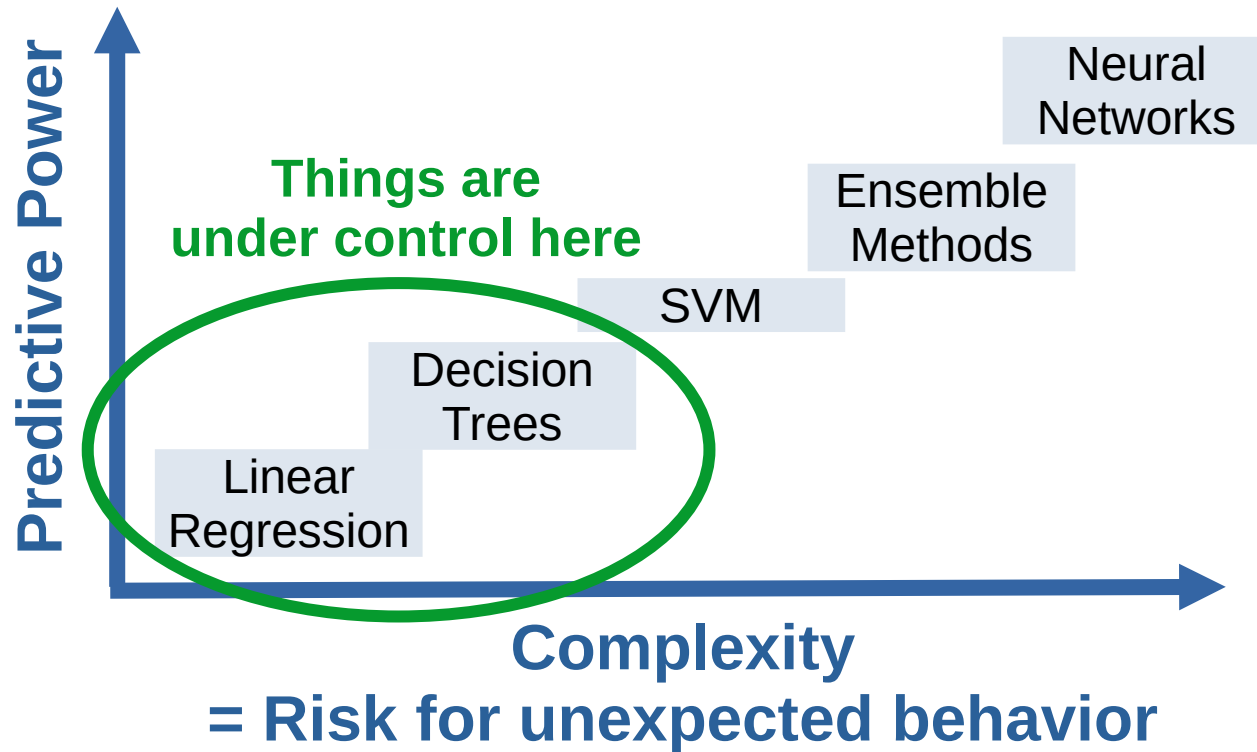 Predictive Power
Neural
Networks
Things are
under control here
Ensemble
Methods
SVM
Decision
Trees
Linear
Regression
Complexity
= Risk for unexpected behavior